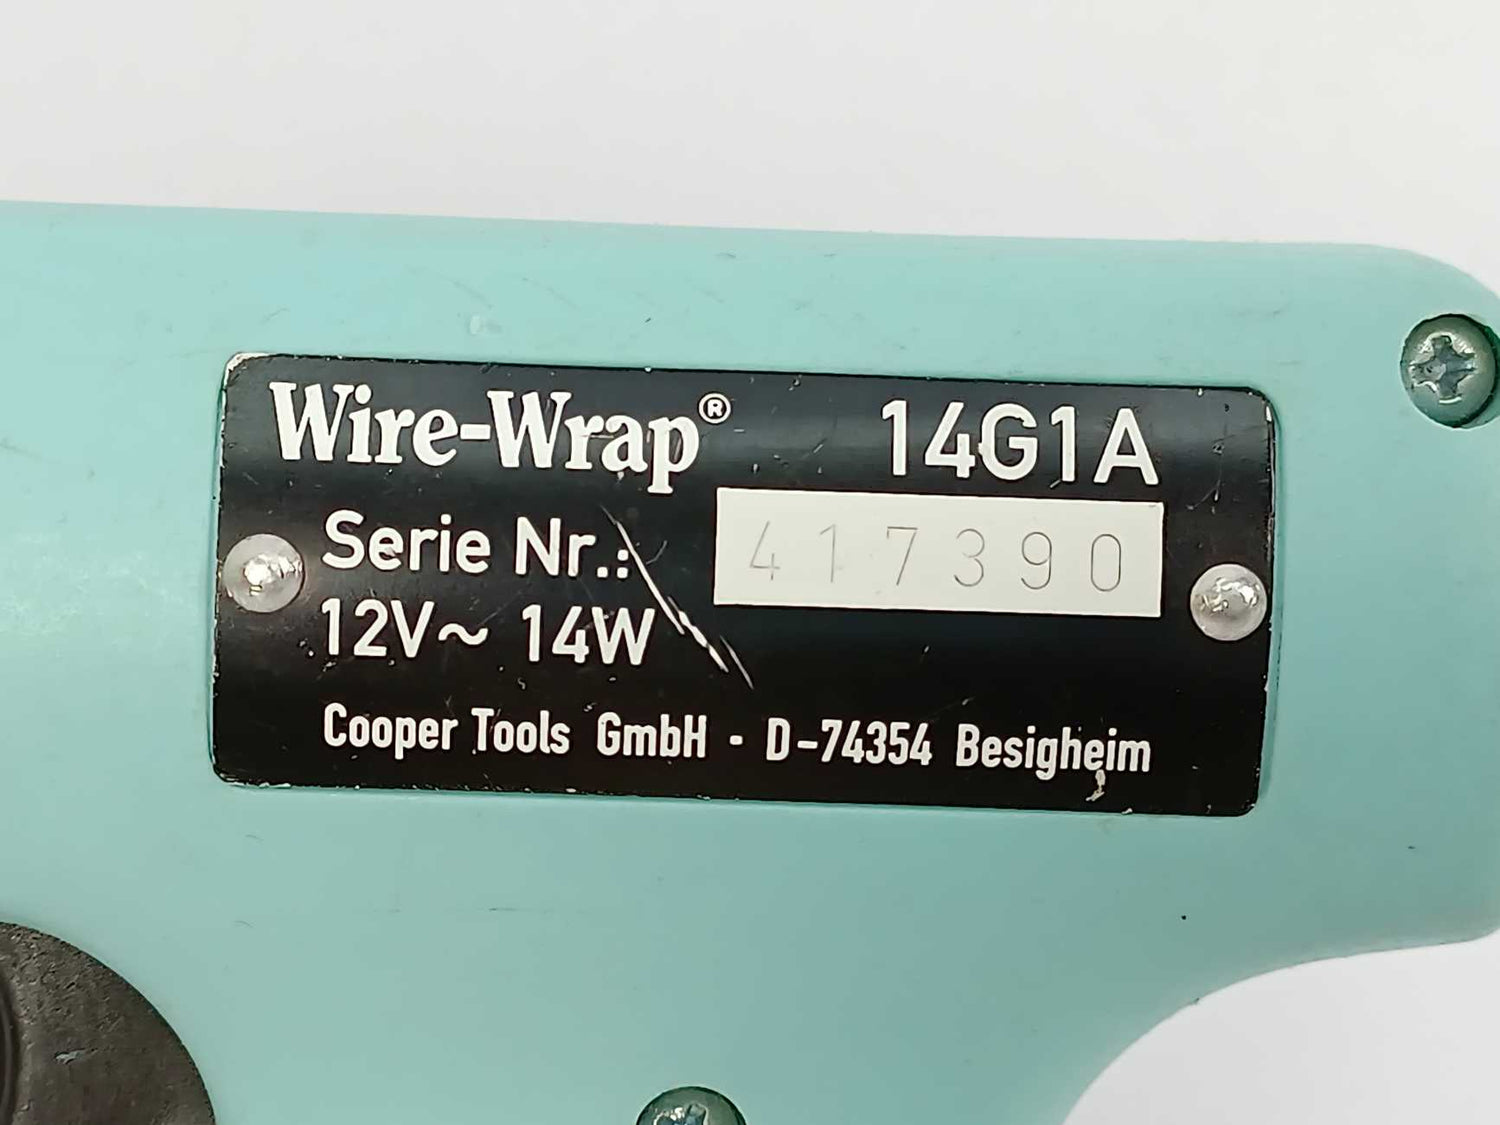 Wire-Wrap® 14G1A
Serie Nr.: 417390
12V~ 14W
Cooper Tools GmbH - D-74354 Besigheim